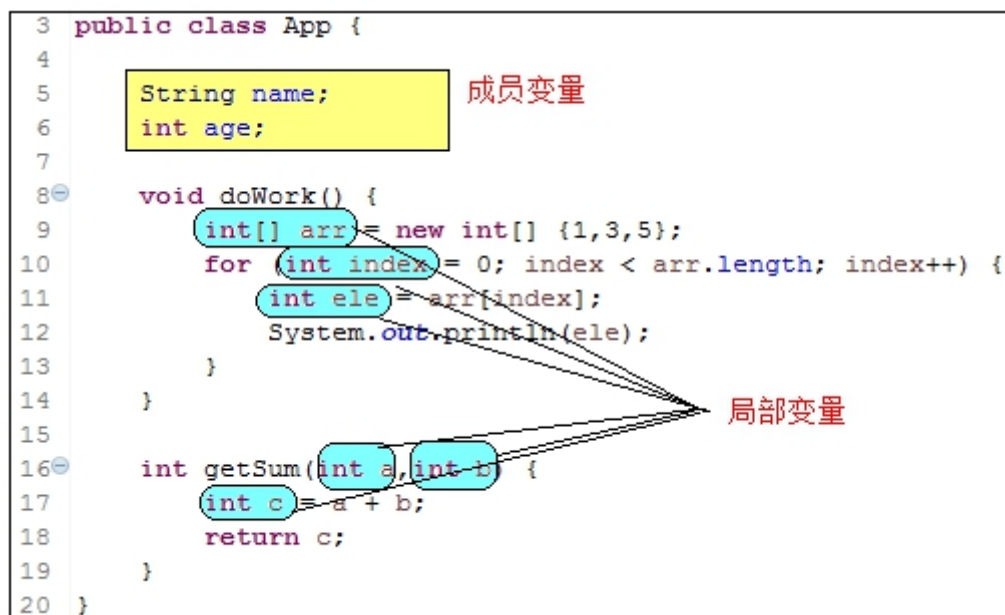 3 public class App {
4
5 String name; 成员变量
6 int age;
7
8 void doWork() {
9 int[] arr = new int[] {1,3,5};
10 for (int index = 0; index < arr.length; index++) {
11 int ele = arr[index];
12 System.out.println(ele);
13 }
14 }
局部变量
15
16 int getSum(int a,int b) {
17 int c = a + b;
18 return c;
19 }
20 }